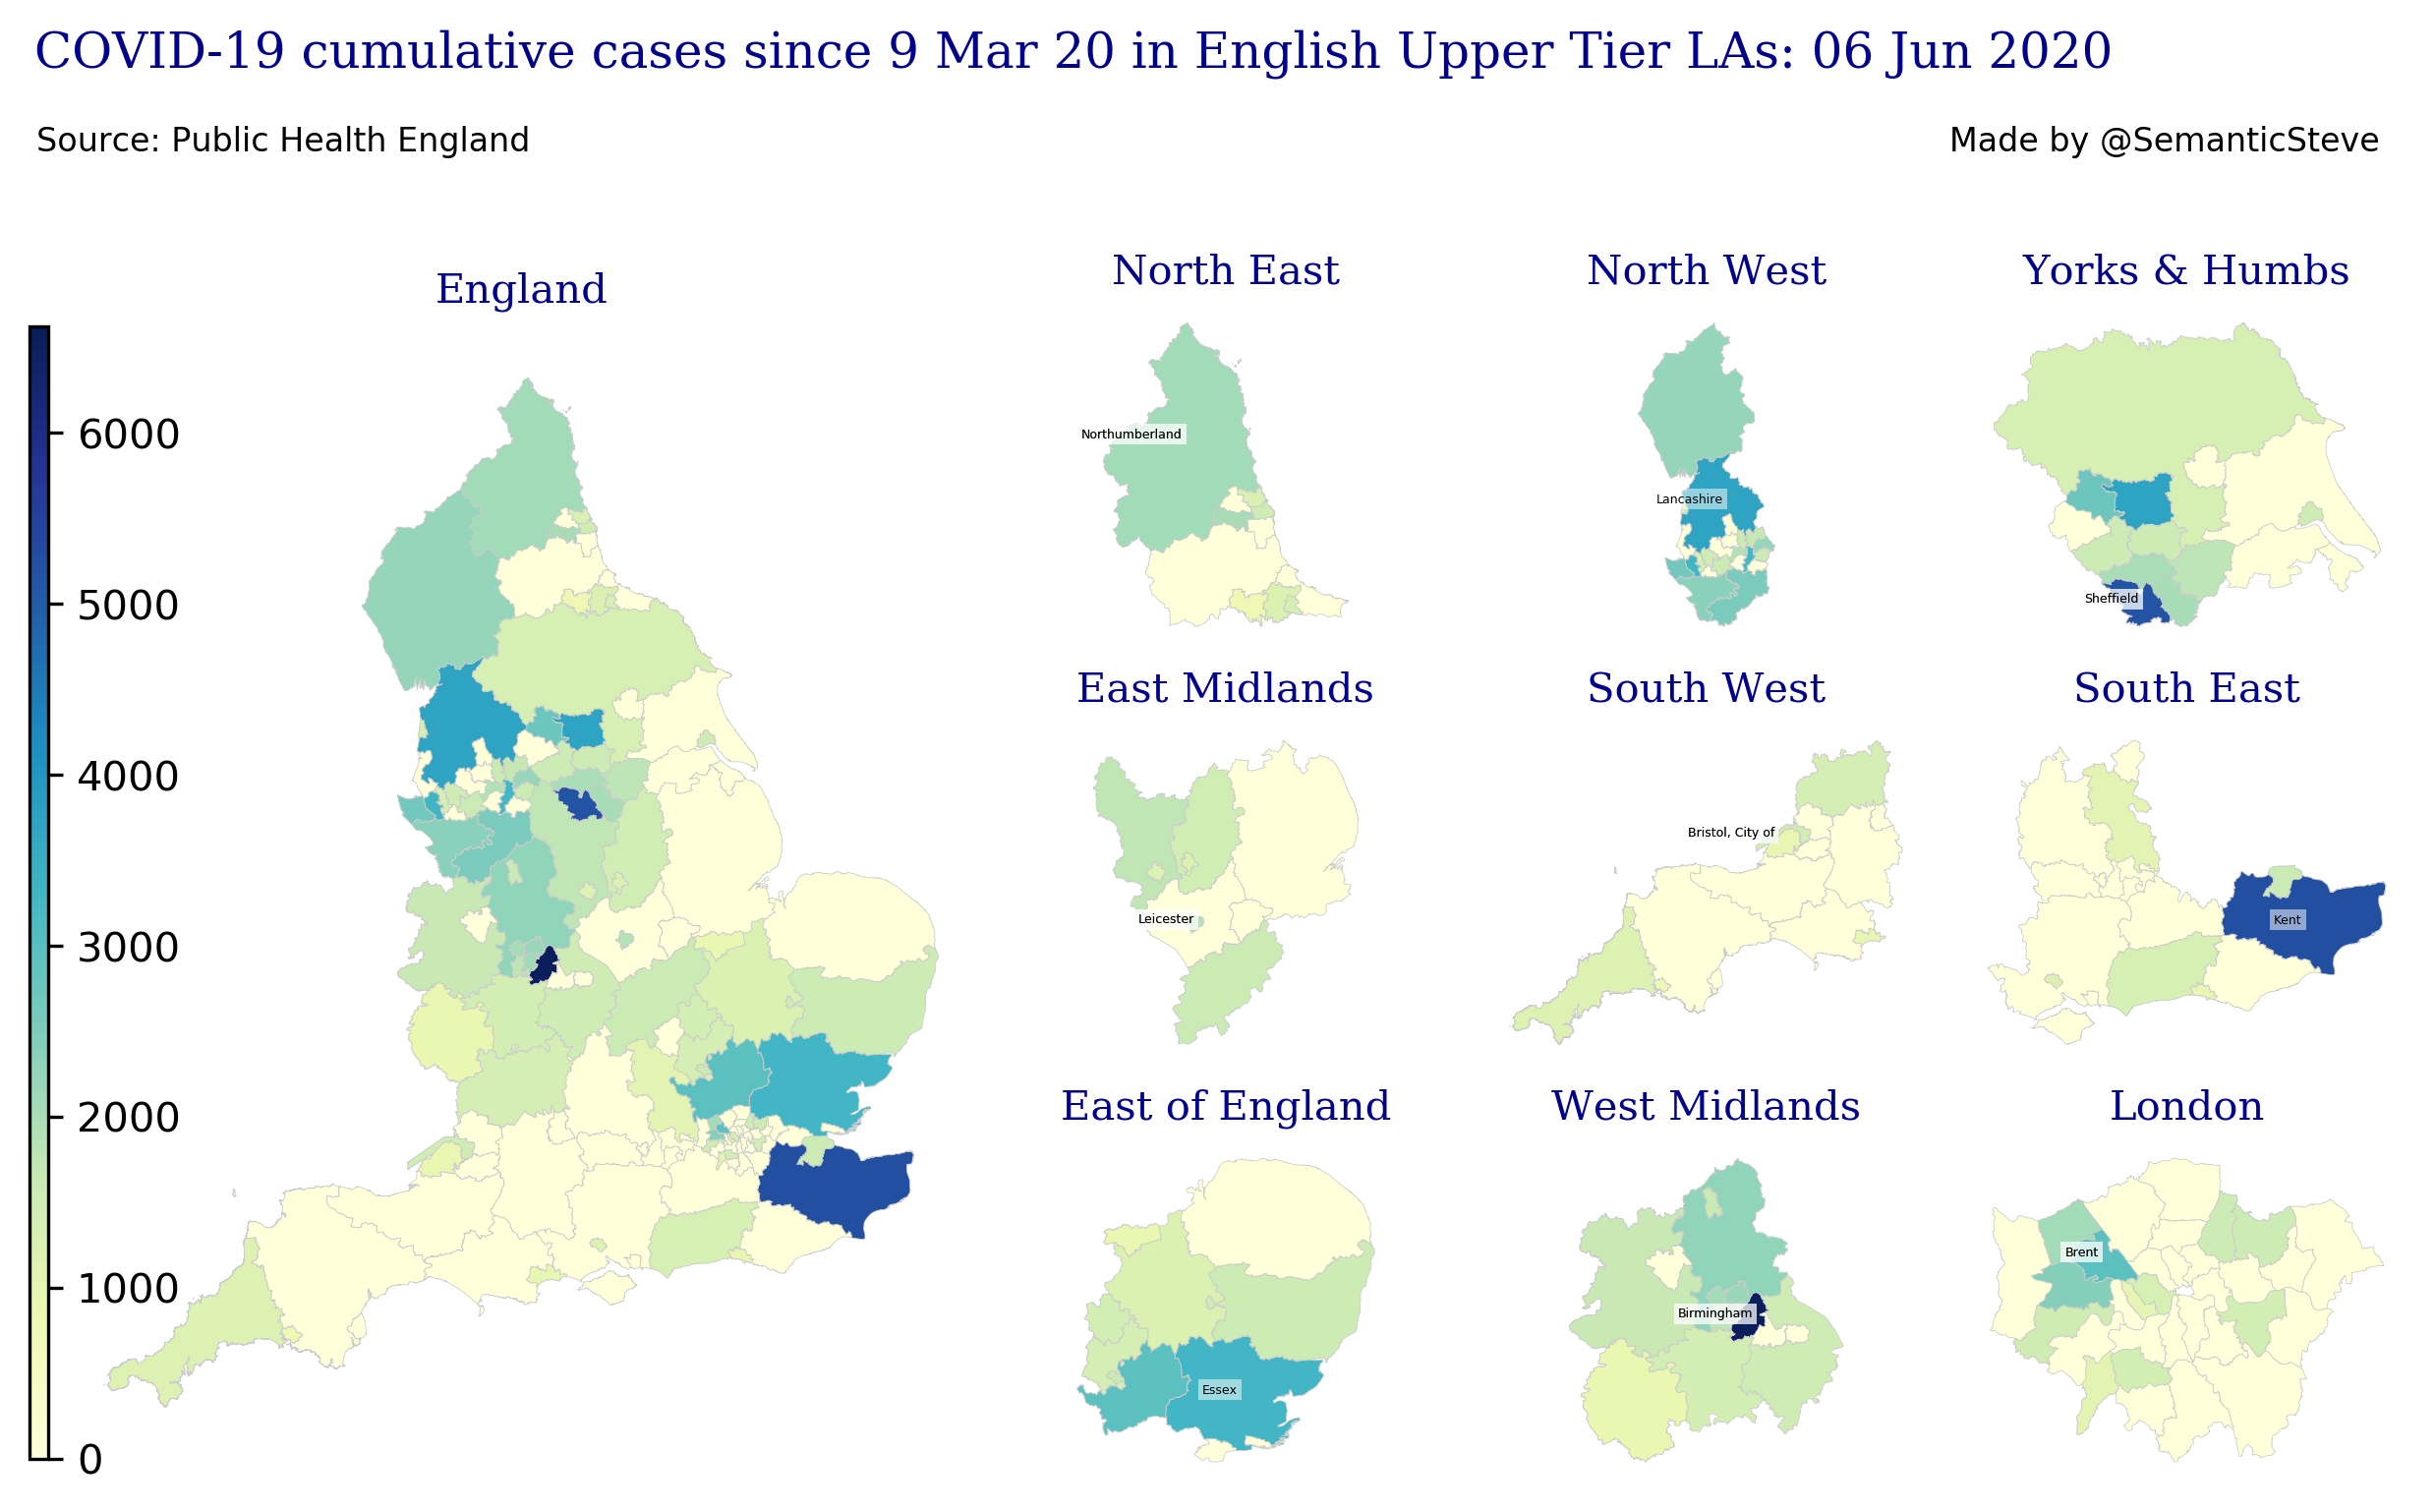 COVID-19 cumulative cases since 9 Mar 20 in English Upper Tier LAs: 06 Jun 2020
Source: Public Health England
Made by @SemanticSteve
England
6000
5000
4000
3000
2000
1000
0
North East
Northumberland
North West
Lancashire
Yorks & Humbs
Sheffield
East Midlands
Leicester
South West
Bristol, City of
South East
Kent
East of England
Essex
West Midlands
Birmingham
London
Brent